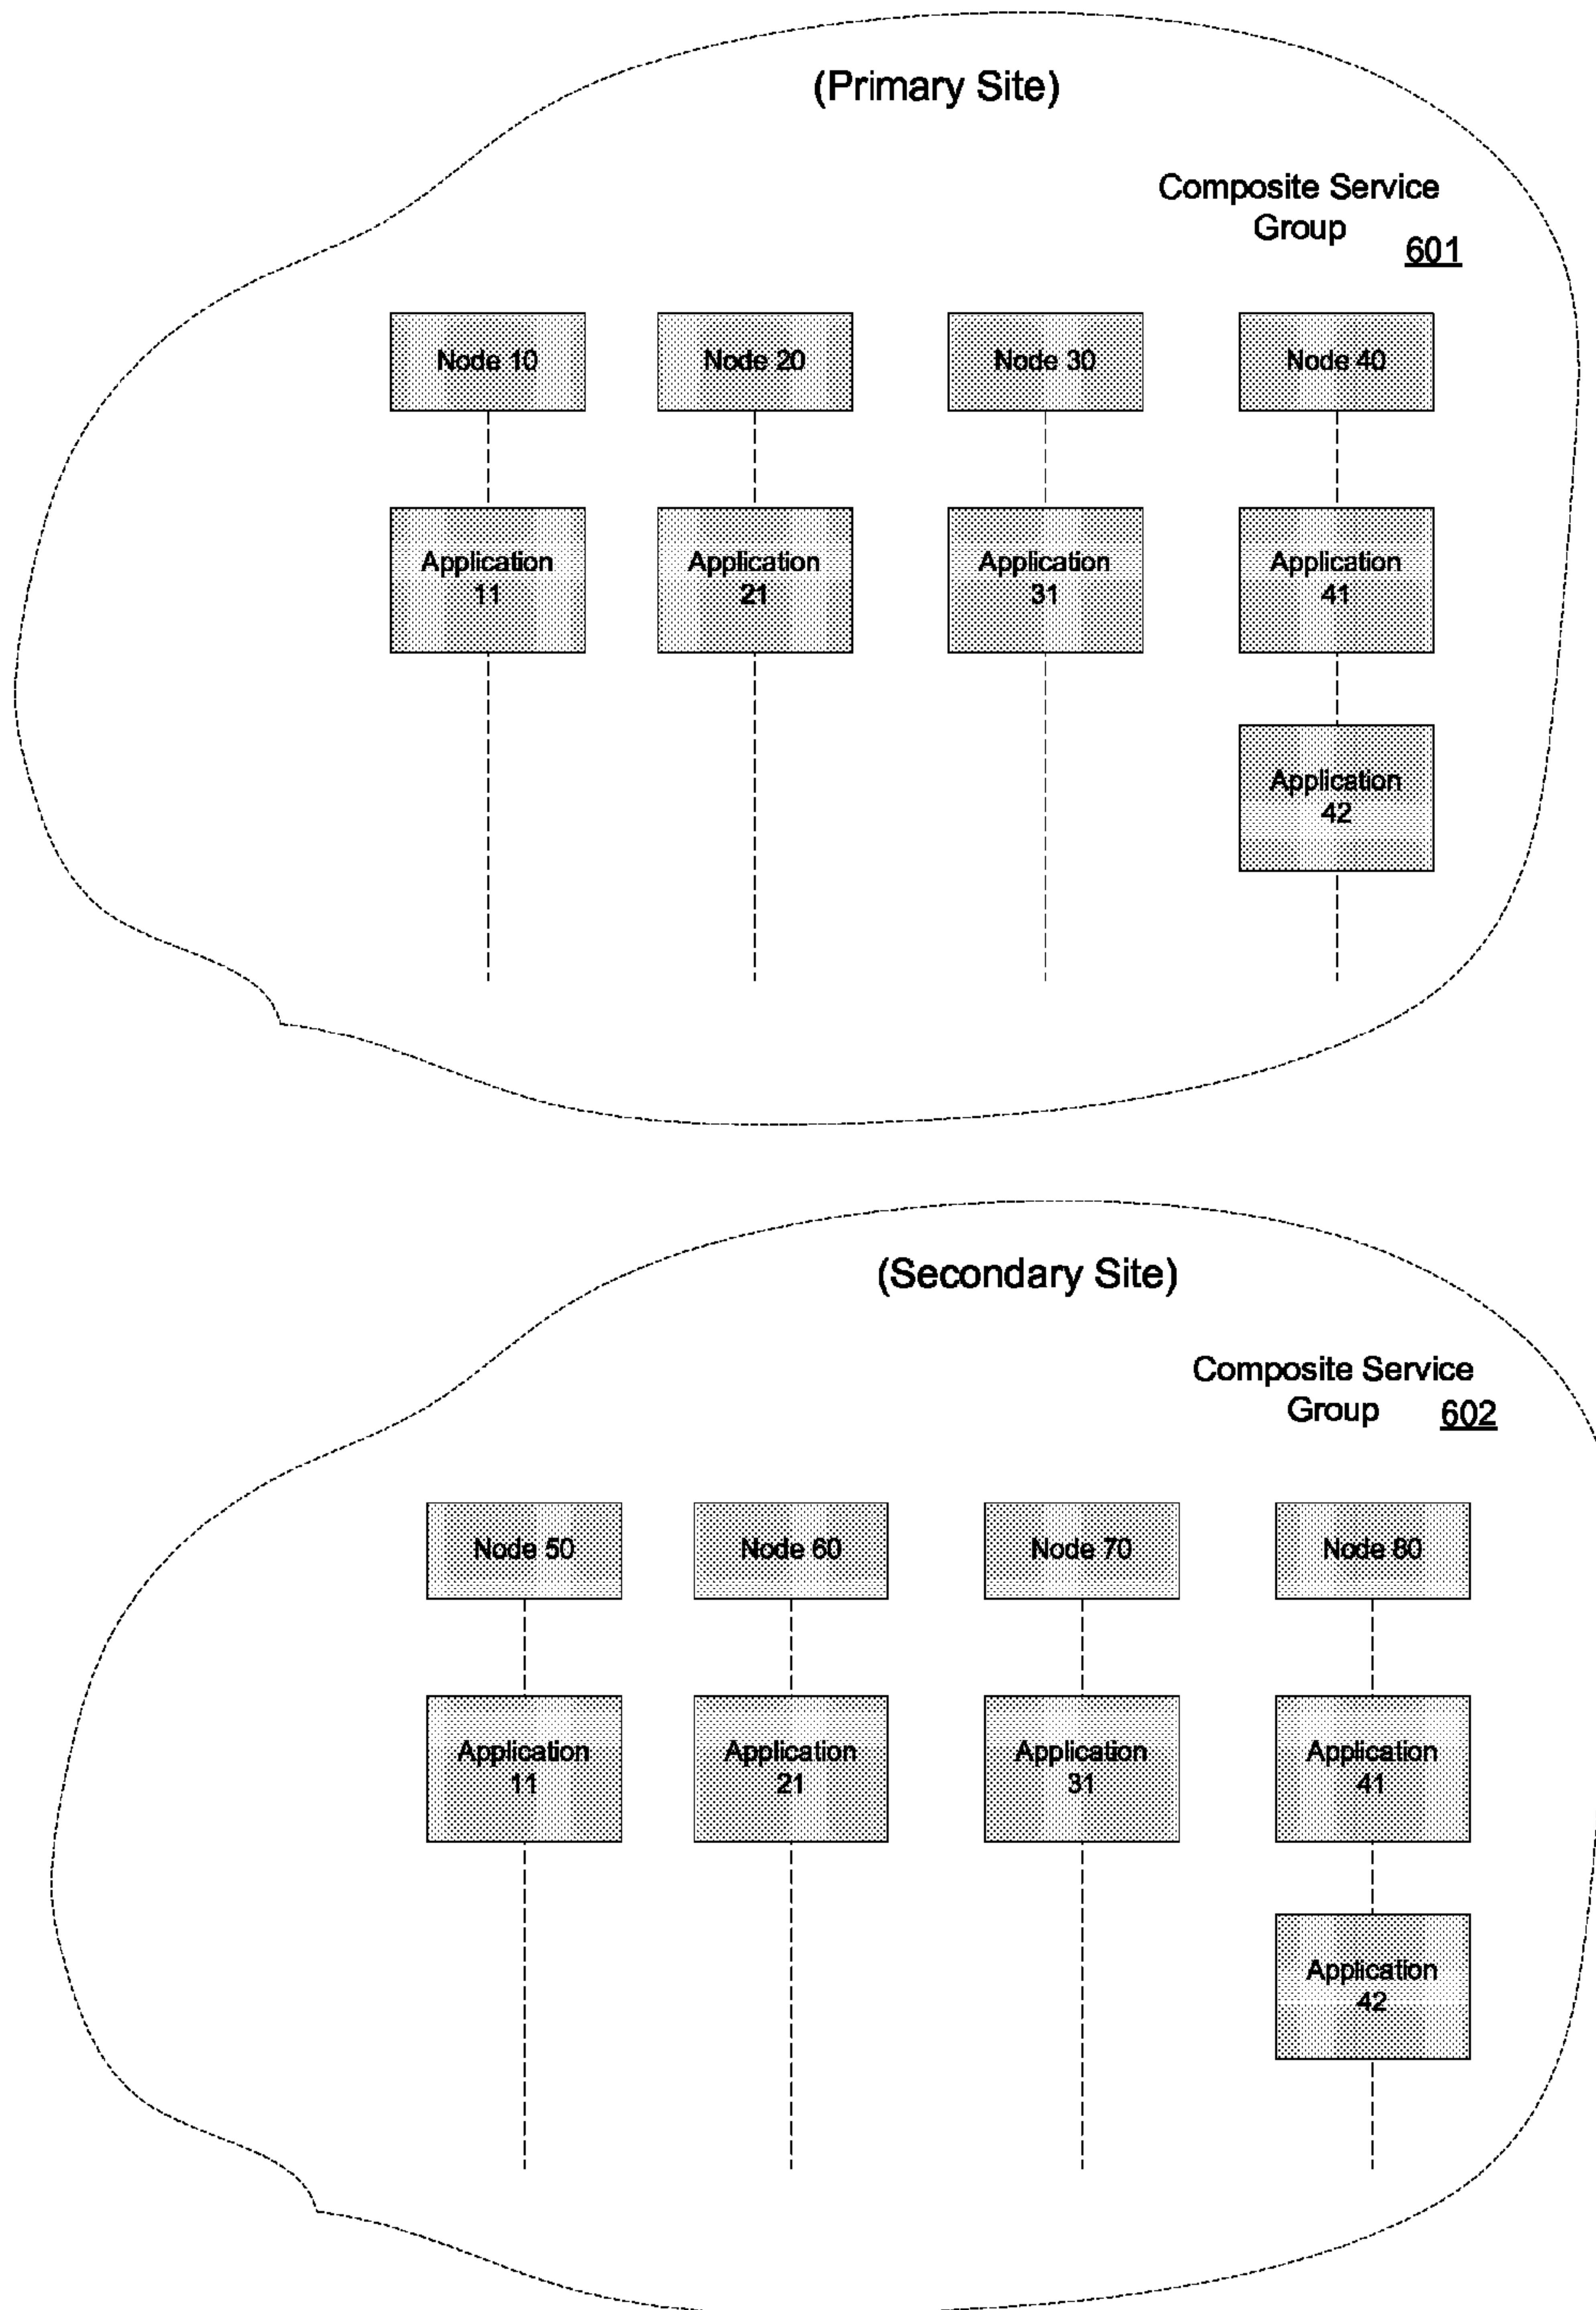 (Primary Site)
Composite Service
Group
601
Node 10
Node 20
Node 30
Node 40
Application
11
Application
21
Application
31
Application
41
Application
42
(Secondary Site)
Composite Service
Group
602
Node 50
Node 60
Node 70
Node 80
Application
11
Application
21
Application
31
Application
41
Application
42